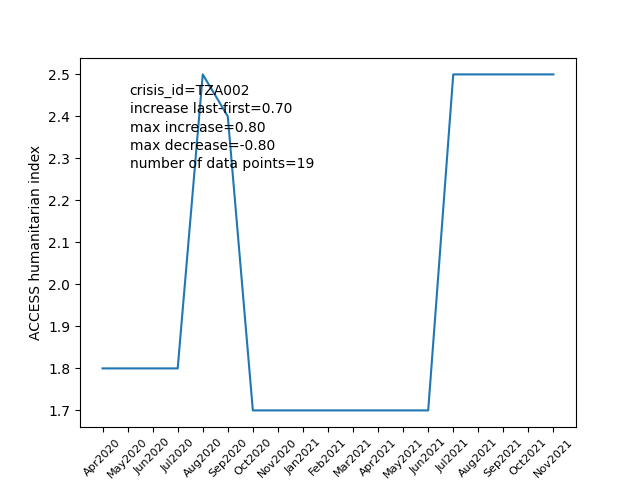 2.5
2.4
2.3
2.2
2.1
2.0
1.9
1.8
1.7
ACCESS humanitarian index
crisis_id=TZA002
increase last-first=0.70
max increase=0.80
max decrease=-0.80
number of data points=19
Apr2020
May2020
Jun2020
Jul2020
Aug2020
Sep2020
Oct2020
Nov2020
Jan2021
Feb2021
Mar2021
Apr2021
May2021
Jun2021
Jul2021
Aug2021
Sep2021
Oct2021
Nov2021